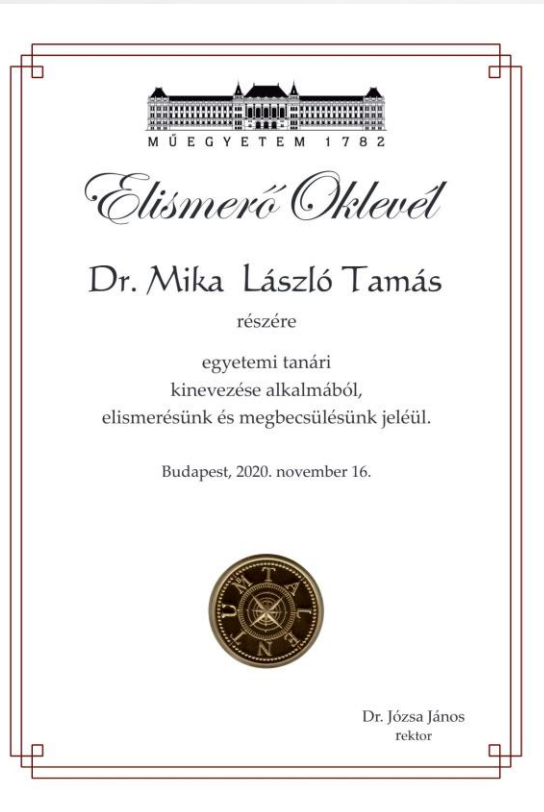 MŰEGYETEM 1782
Elismerő Oklevél
Dr. Mika László Tamás
részére
egyetemi tanári
kinevezése alkalmából,
elismerésünk és megbecsülésünk jeléül.
Budapest, 2020. november 16.
TALENTUM
Dr. Józsa János
rektor